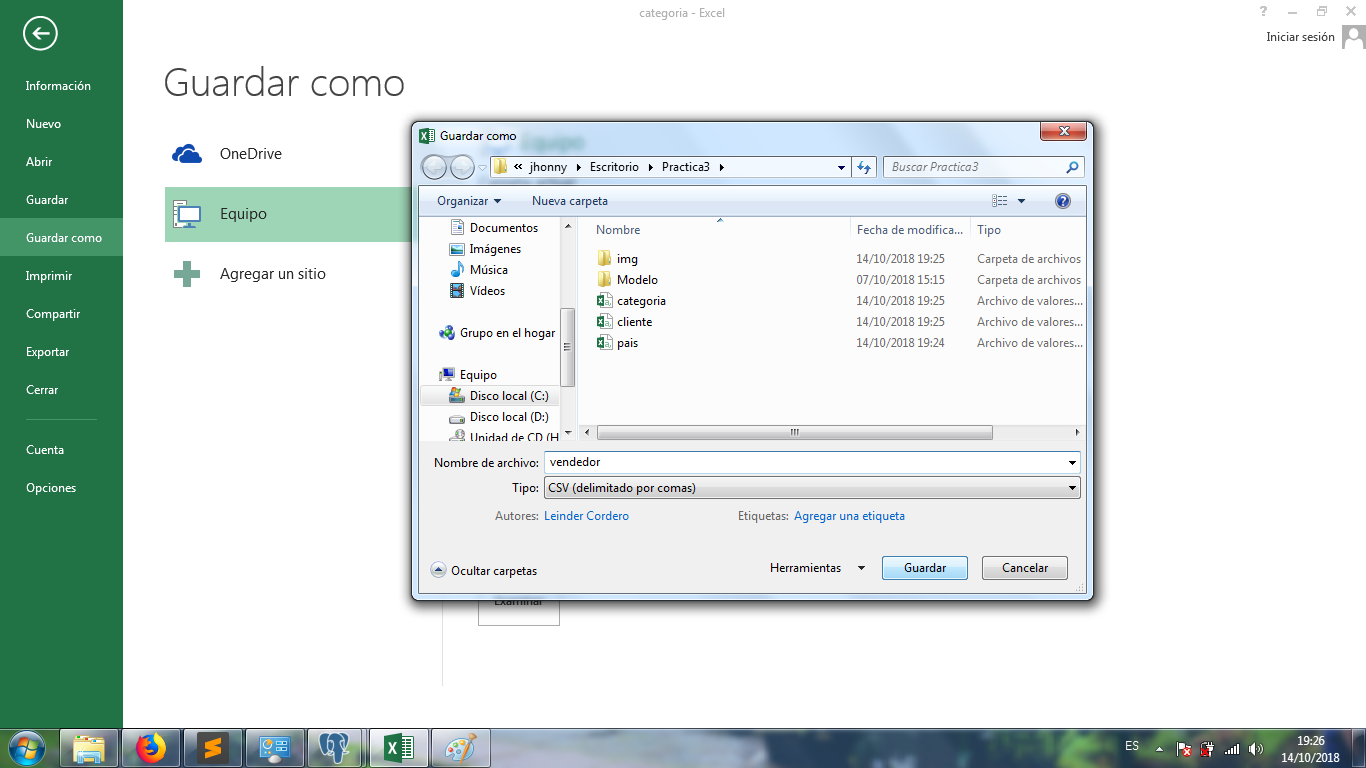 categoria - Excel
?
Iniciar sesión
Información
Nuevo
Abrir
Guardar
Guardar como
Imprimir
Compartir
Exportar
Cerrar
Cuenta
Opciones
Guardar como
OneDrive
Equipo
Agregar un sitio
Equipo
Guardar como
« jhonny Escritorio Practica3
Buscar Practica3
Organizar Nueva carpeta
Documentos
Imágenes
Música
Vídeos
Grupo en el hogar
Equipo
Disco local (C:)
Disco local (D:)
Unidad de CD (H
Nombre Fecha de modifica... Tipo
img 14/10/2018 19:25 Carpeta de archivos
Modelo 07/10/2018 15:15 Carpeta de archivos
categoria 14/10/2018 19:25 Archivo de valores...
cliente 14/10/2018 19:25 Archivo de valores...
pais 14/10/2018 19:24 Archivo de valores...
Nombre de archivo: vendedor
Tipo: CSV (delimitado por comas)
Autores: Leinder Cordero Etiquetas: Agregar una etiqueta
Ocultar carpetas Herramientas Guardar Cancelar
Examinar
ES
19:26
14/10/2018